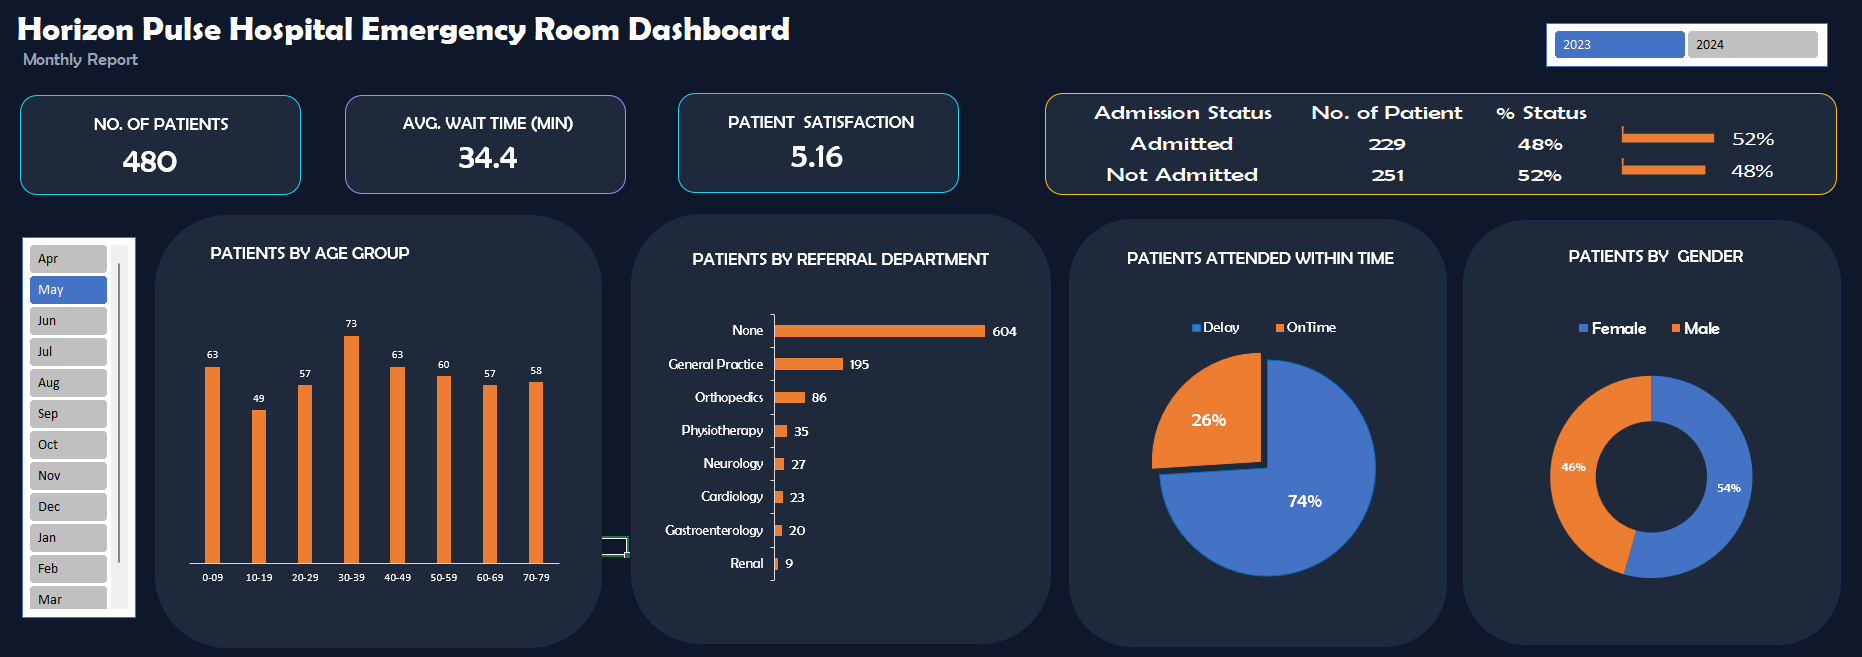 Horizon Pulse Hospital Emergency Room Dashboard
Monthly Report
2023 2024
NO. OF PATIENTS
480
AVG. WAIT TIME (MIN)
34.4
PATIENT SATISFACTION
5.16
Admission Status No. of Patient % Status
Admitted 229 48% 52%
Not Admitted 251 52% 48%
Apr
May
Jun
Jul
Aug
Sep
Oct
Nov
Dec
Jan
Feb
Mar
PATIENTS BY AGE GROUP
63 49 57 73 63 60 57 58
0-09 10-19 20-29 30-39 40-49 50-59 60-69 70-79
PATIENTS BY REFERRAL DEPARTMENT
None 604
General Practice 195
Orthopedics 86
Physiotherapy 35
Neurology 27
Cardiology 23
Gastroenterology 20
Renal 9
PATIENTS ATTENDED WITHIN TIME
Delay OnTime
26%
74%
PATIENTS BY GENDER
Female Male
46%
54%